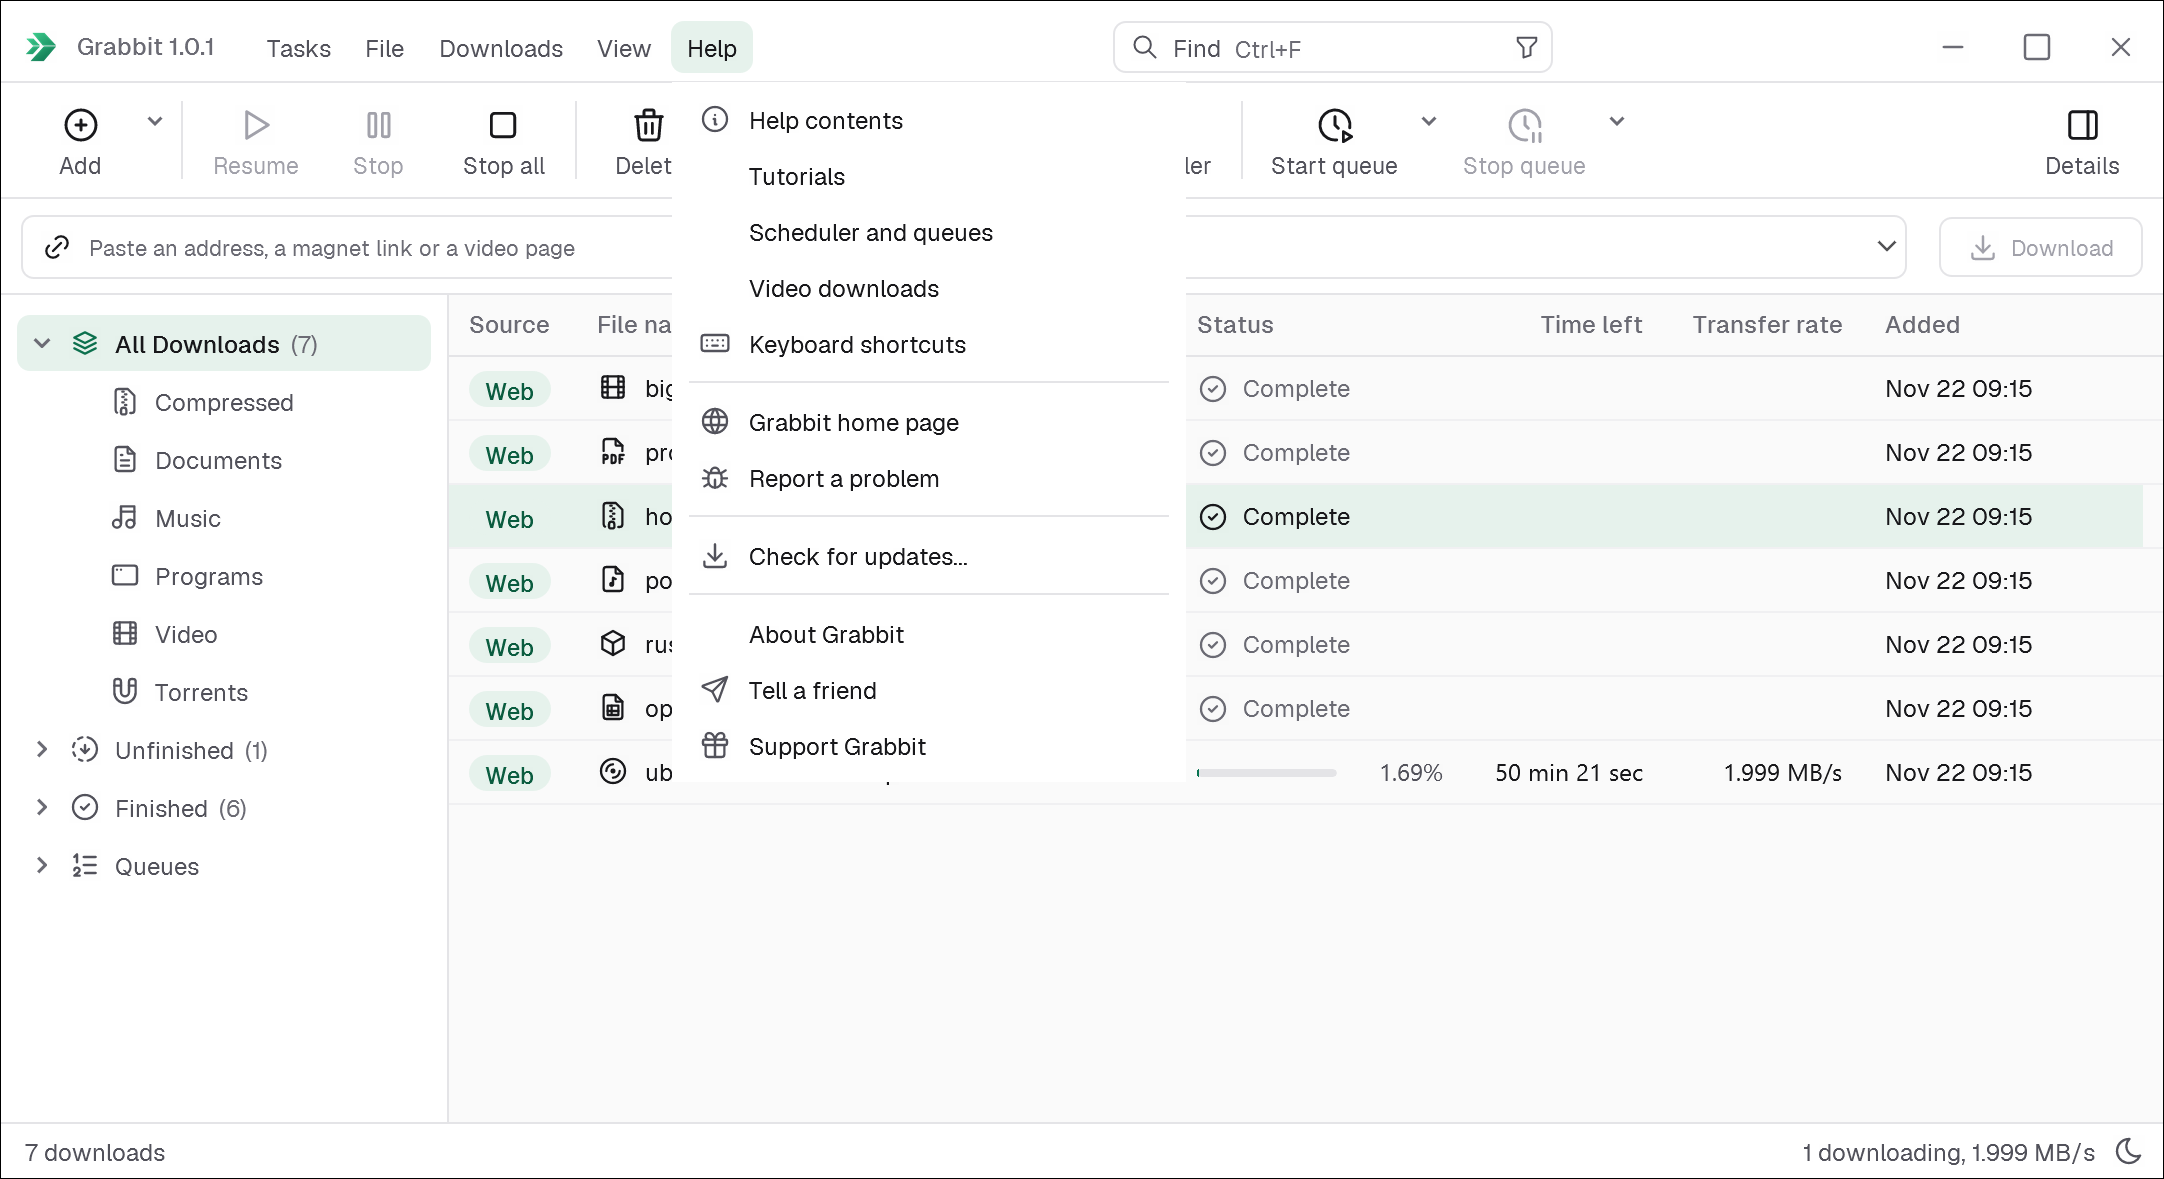 Grabbit 1.0.1 Tasks File Downloads View Help Find Ctrl+F
Add Resume Stop Stop all Delet ler Start queue Stop queue Details
Paste an address, a magnet link or a video page Download
Help contents
Tutorials
Scheduler and queues
Video downloads
Keyboard shortcuts
Grabbit home page
Report a problem
Check for updates...
About Grabbit
Tell a friend
Support Grabbit
All Downloads (7)
Compressed
Documents
Music
Programs
Video
Torrents
Unfinished (1)
Finished (6)
Queues
Source File na Status Time left Transfer rate Added
Web big Complete Nov 22 09:15
Web pro Complete Nov 22 09:15
Web ho Complete Nov 22 09:15
Web po Complete Nov 22 09:15
Web rus Complete Nov 22 09:15
Web op Complete Nov 22 09:15
Web ub 1.69% 50 min 21 sec 1.999 MB/s Nov 22 09:15
7 downloads 1 downloading, 1.999 MB/s